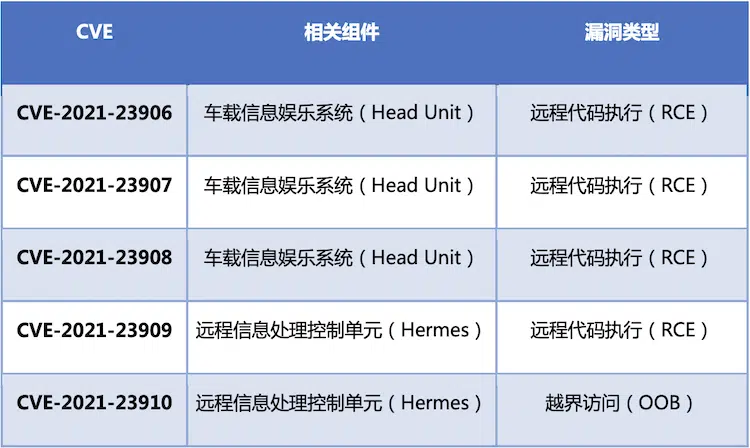 CVE 相关组件 漏洞类型
CVE-2021-23906 车载信息娱乐系统（Head Unit） 远程代码执行（RCE）
CVE-2021-23907 车载信息娱乐系统（Head Unit） 远程代码执行（RCE）
CVE-2021-23908 车载信息娱乐系统（Head Unit） 远程代码执行（RCE）
CVE-2021-23909 远程信息处理控制单元（Hermes） 远程代码执行（RCE）
CVE-2021-23910 远程信息处理控制单元（Hermes） 越界访问（OOB）